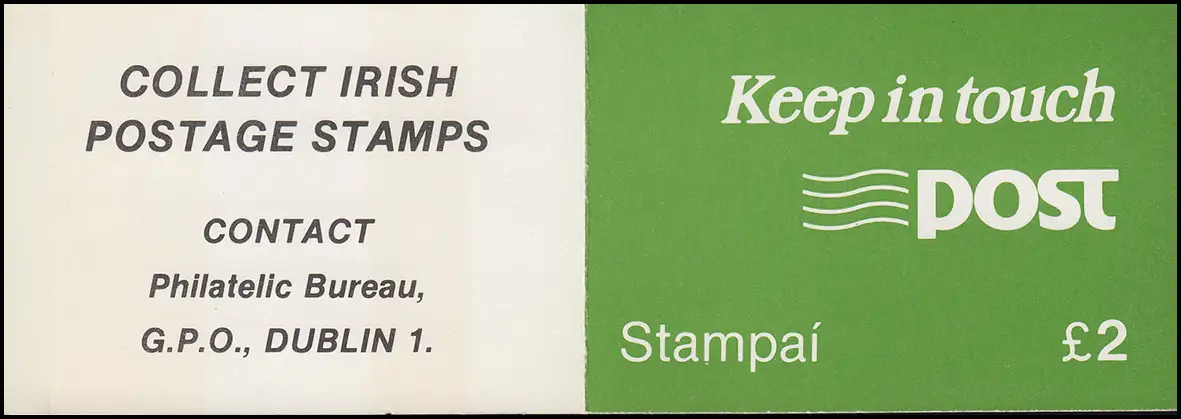 COLLECT IRISH
POSTAGE STAMPS
CONTACT
Philatelic Bureau,
G.P.O., DUBLIN 1.
Keep in touch
POST
Stampaí £2